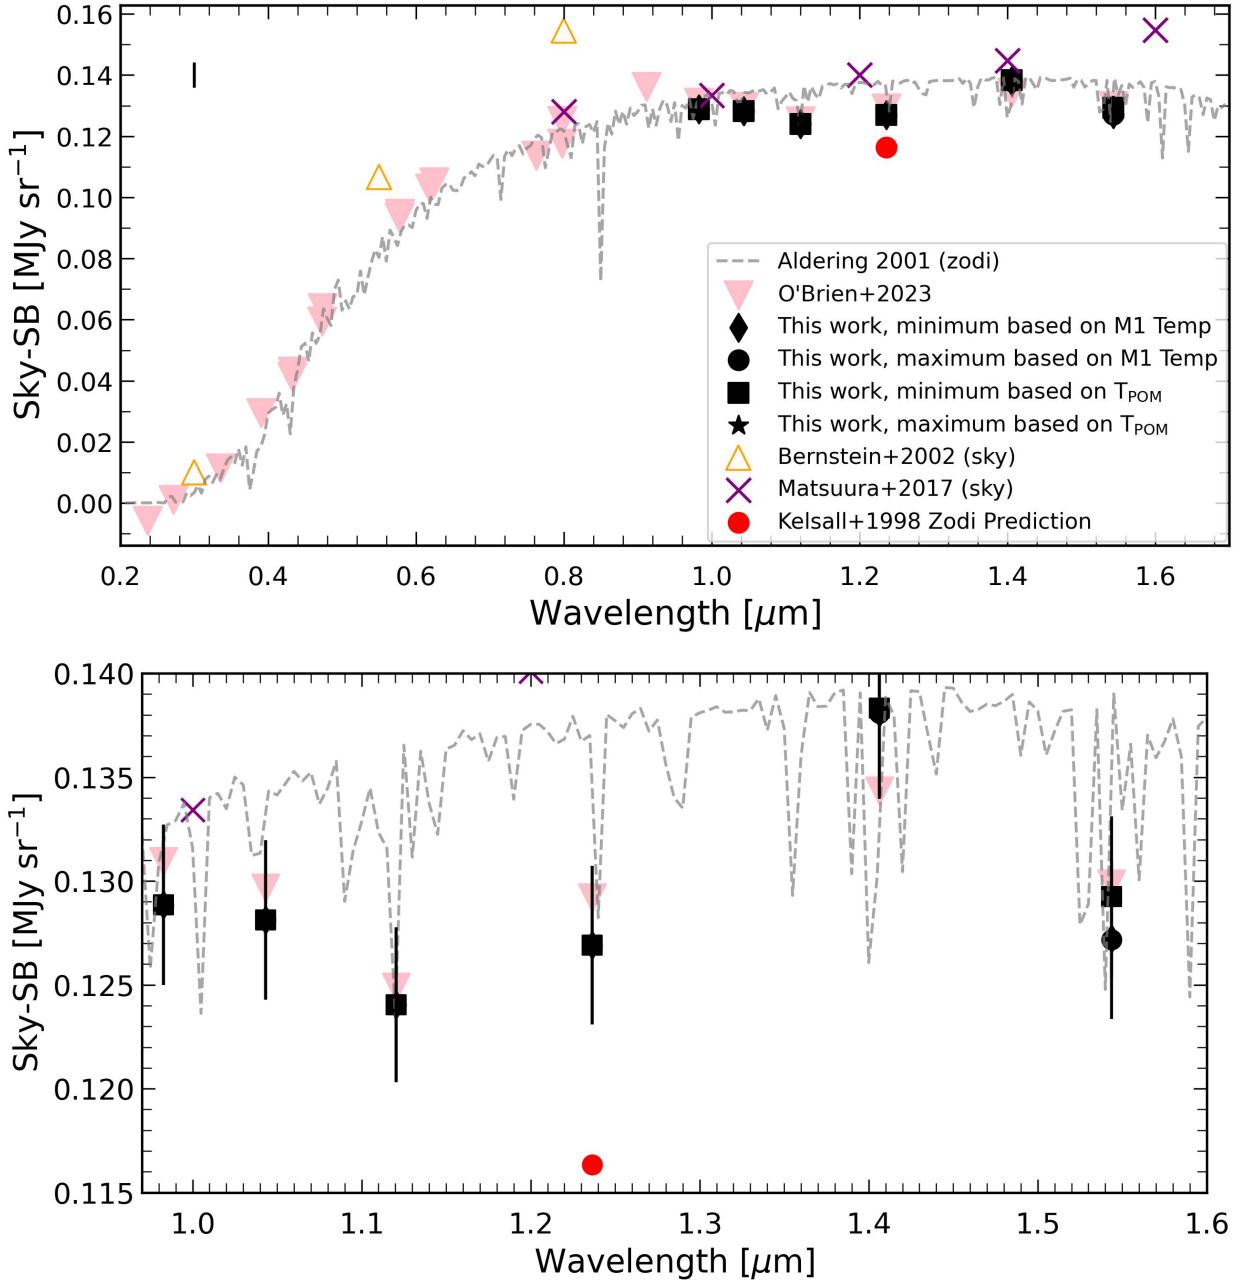 0.16
0.14
0.12
0.10
0.08
0.06
0.04
0.02
0.00
Sky-SB [MJy sr⁻¹]
Aldering 2001 (zodi)
O'Brien+2023
This work, minimum based on M1 Temp
This work, maximum based on M1 Temp
This work, minimum based on T_POM
This work, maximum based on T_POM
Bernstein+2002 (sky)
Matsuura+2017 (sky)
Kelsall+1998 Zodi Prediction
0.2 0.4 0.6 0.8 1.0 1.2 1.4 1.6
Wavelength [μm]
0.140
0.135
0.130
0.125
0.120
0.115
Sky-SB [MJy sr⁻¹]
1.0 1.1 1.2 1.3 1.4 1.5 1.6
Wavelength [μm]